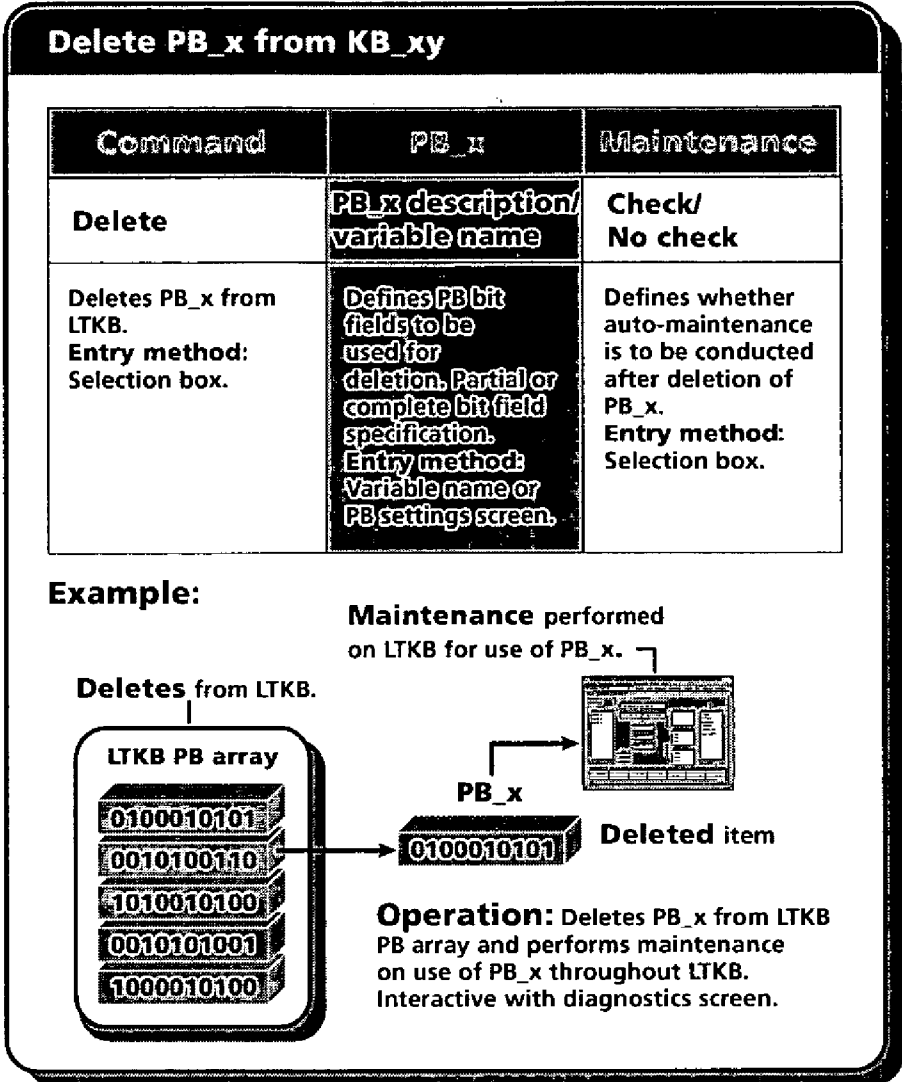 Delete PB_x from KB_xy
Command
PB_x
Maintenance
Delete
PB_x description/
variable name
Check/
No check
Deletes PB_x from
LTKB.
Entry method:
Selection box.
Defines PB bit
fields to be
used for
deletion. Partial or
complete bit field
specification.
Entry method:
Variable name or
PB settings screen.
Defines whether
auto-maintenance
is to be conducted
after deletion of
PB_x.
Entry method:
Selection box.
Example:
Maintenance performed
on LTKB for use of PB_x.
Deletes from LTKB.
LTKB PB array
0100010101
0010100110
1010010100
0010101001
1000010100
PB_x
0100010101
Deleted item
Operation: Deletes PB_x from LTKB
PB array and performs maintenance
on use of PB_x throughout LTKB.
Interactive with diagnostics screen.